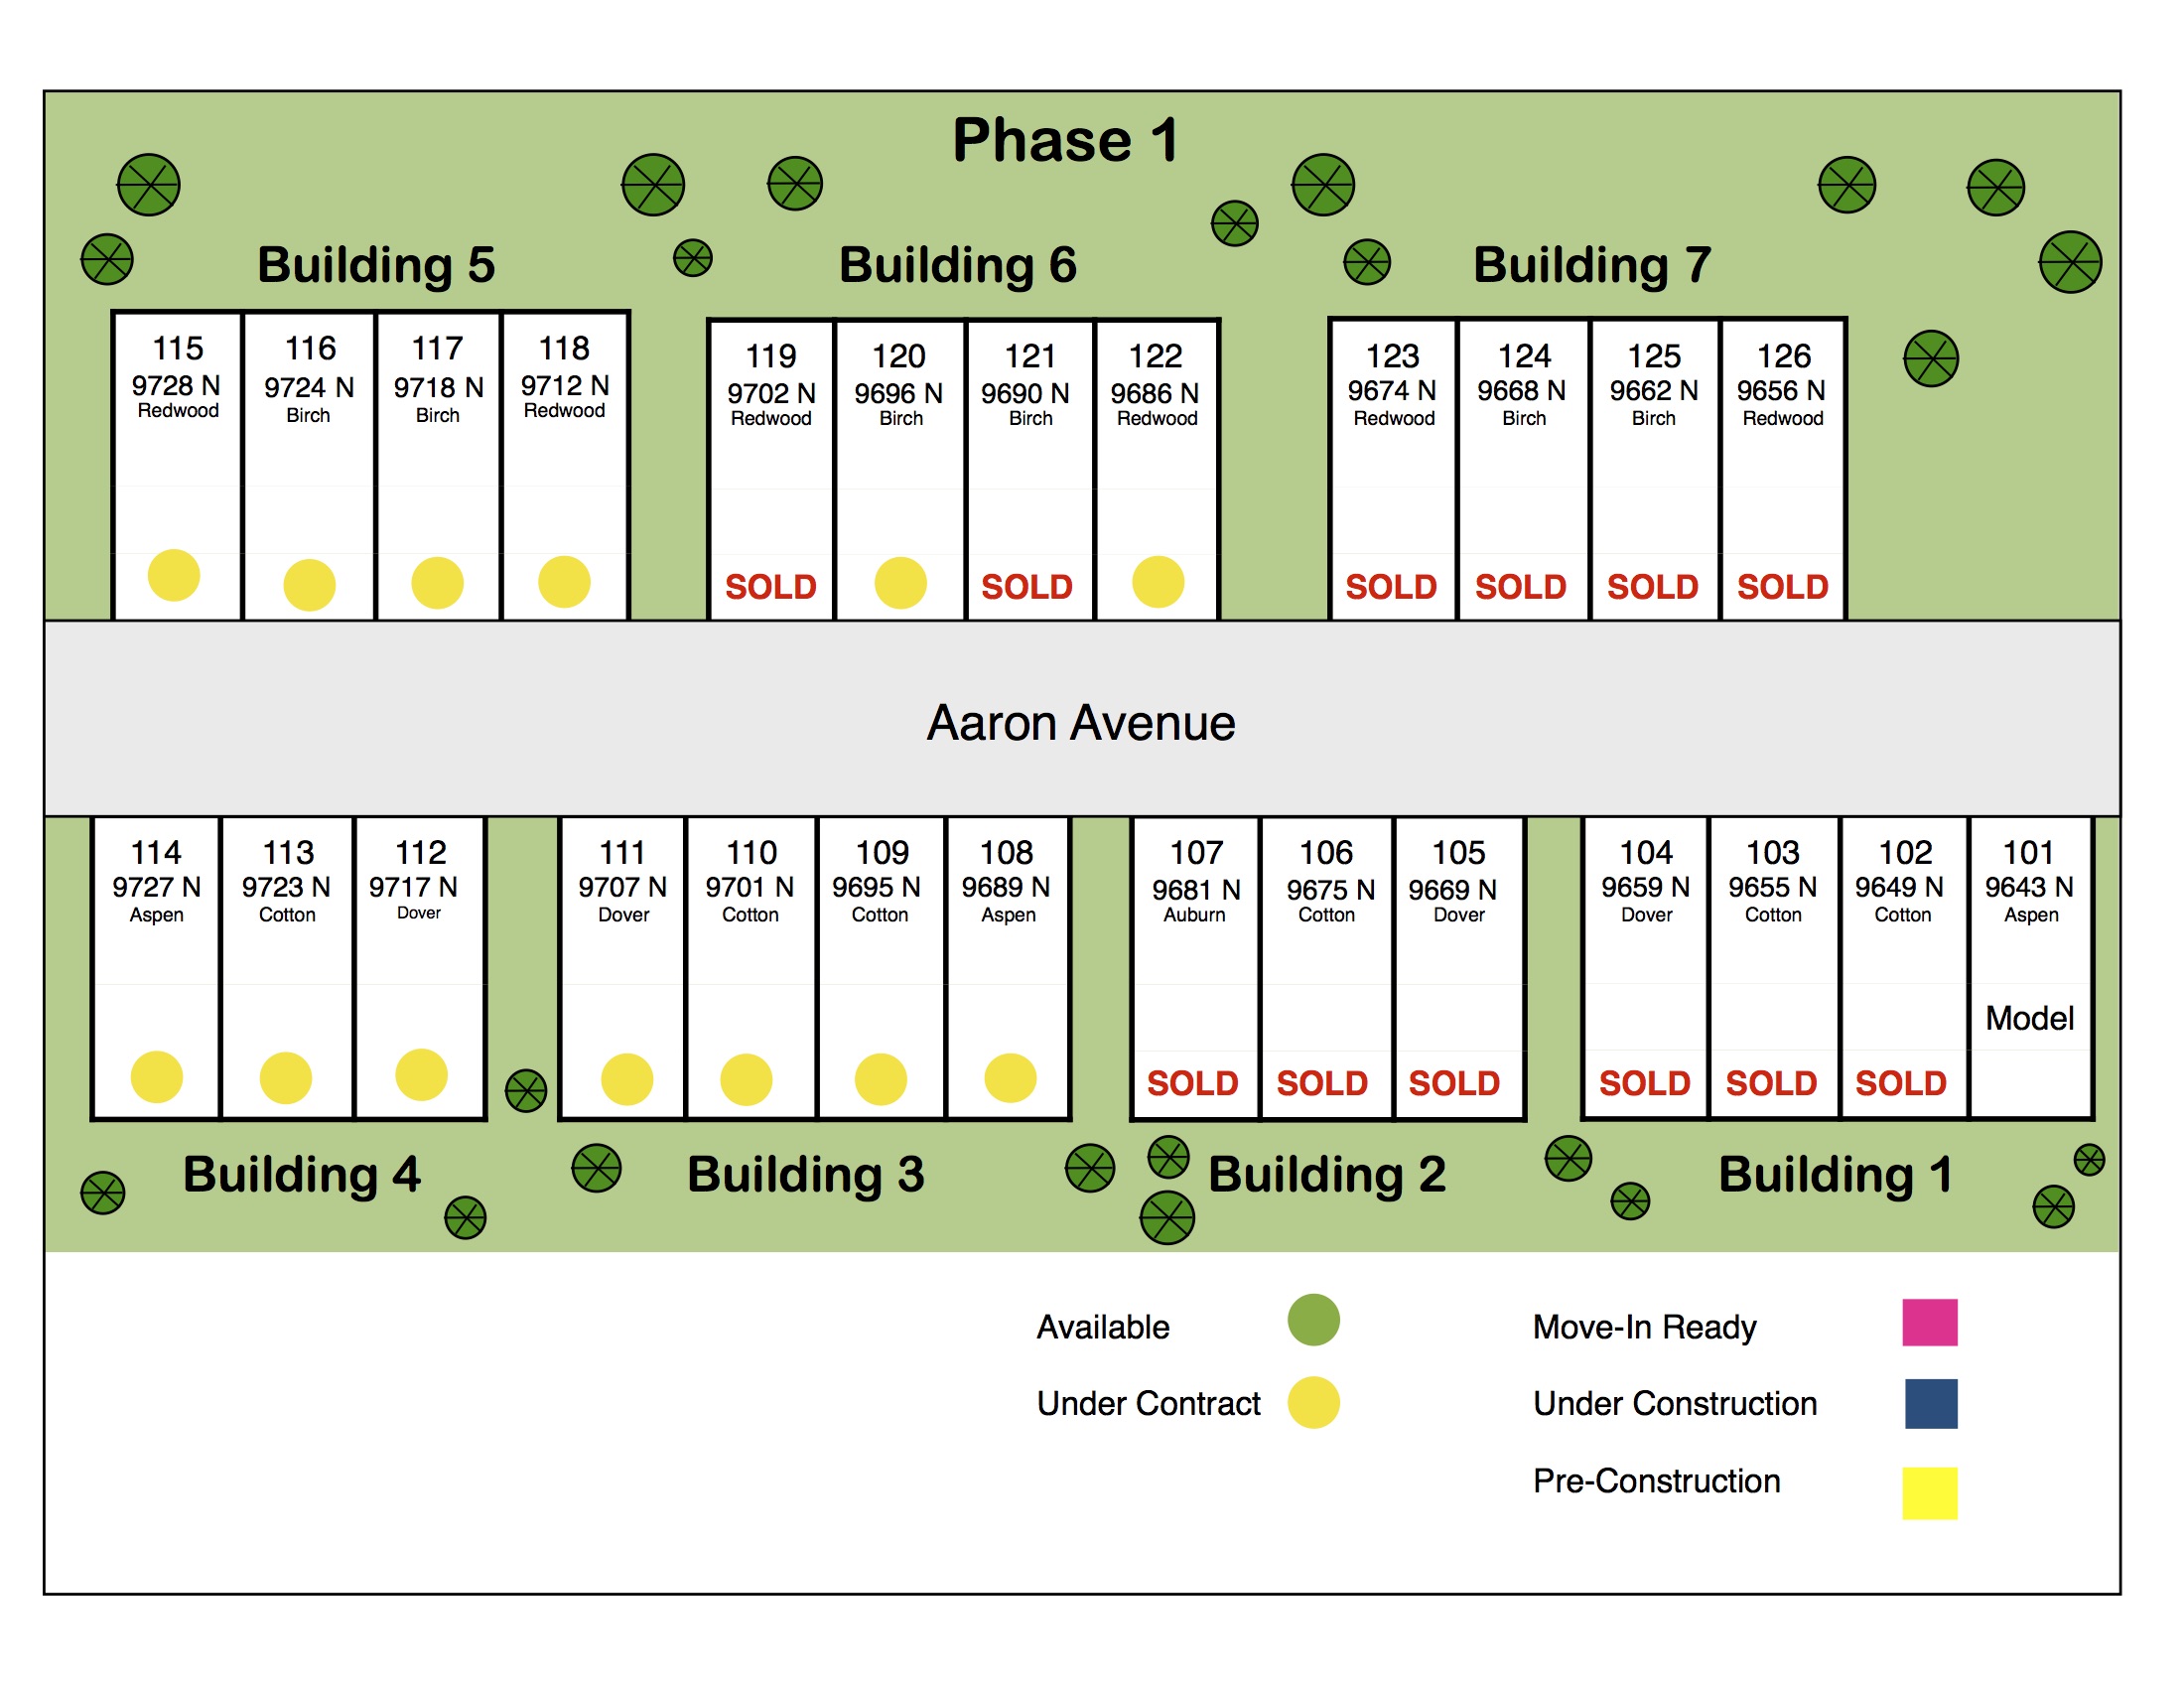 Phase 1
Building 5
Building 6
Building 7
115
9728 N
Redwood
116
9724 N
Birch
117
9718 N
Birch
118
9712 N
Redwood
119
9702 N
Redwood
SOLD
120
9696 N
Birch
121
9690 N
Birch
SOLD
122
9686 N
Redwood
123
9674 N
Redwood
SOLD
124
9668 N
Birch
SOLD
125
9662 N
Birch
SOLD
126
9656 N
Redwood
SOLD
Aaron Avenue
114
9727 N
Aspen
113
9723 N
Cotton
112
9717 N
Dover
111
9707 N
Dover
110
9701 N
Cotton
109
9695 N
Cotton
108
9689 N
Aspen
107
9681 N
Auburn
SOLD
106
9675 N
Cotton
SOLD
105
9669 N
Dover
SOLD
104
9659 N
Dover
SOLD
103
9655 N
Cotton
SOLD
102
9649 N
Cotton
SOLD
101
9643 N
Aspen
Model
Building 4
Building 3
Building 2
Building 1
Available
Under Contract
Move-In Ready
Under Construction
Pre-Construction